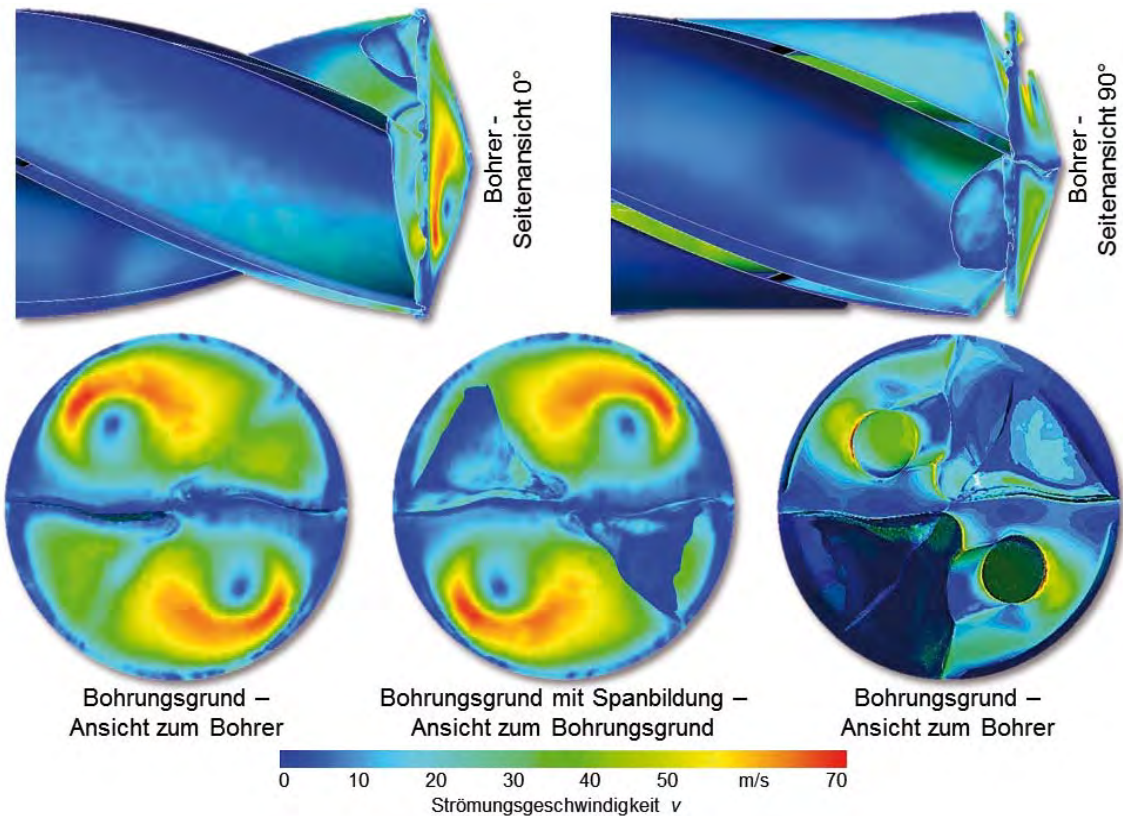 Bohrer -
Seitenansicht 0°
Bohrer -
Seitenansicht 90°
Bohrungsgrund –
Ansicht zum Bohrer
Bohrungsgrund mit Spanbildung –
Ansicht zum Bohrungsgrund
Bohrungsgrund –
Ansicht zum Bohrer
0 10 20 30 40 50 m/s 70
Strömungsgeschwindigkeit v